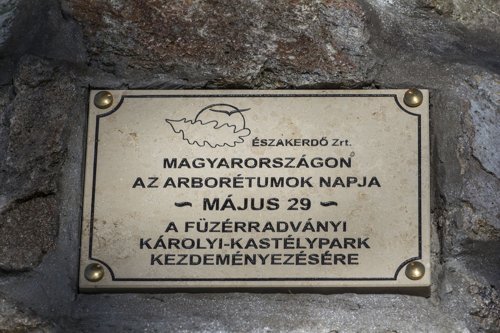 ÉSZAKERDŐ Zrt.
MAGYARORSZÁGON
AZ ARBORÉTUMOK NAPJA
~ MÁJUS 29 ~
A FÜZÉRRADVÁNYI
KÁROLYI-KASTÉLYPARK
KEZDEMÉNYEZÉSÉRE